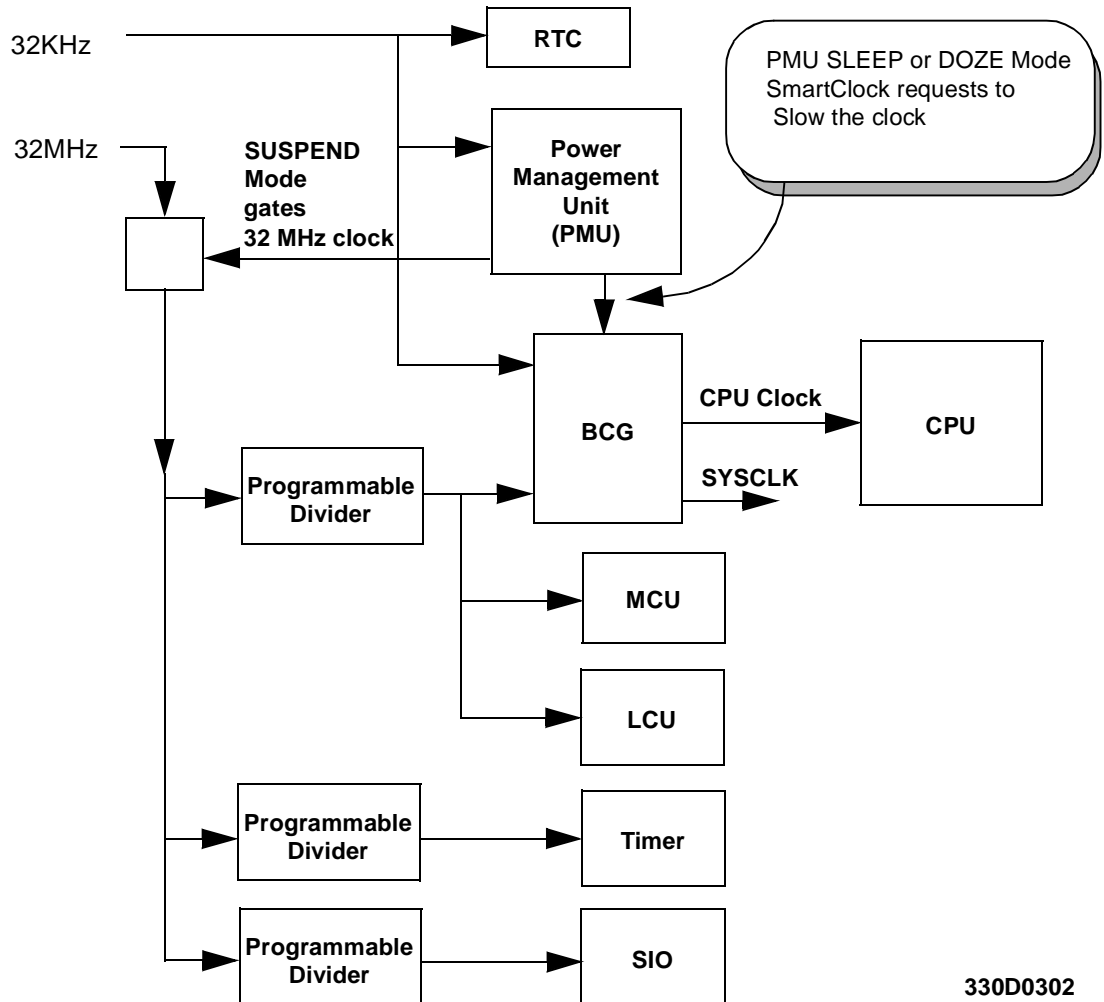 32KHz
RTC
PMU SLEEP or DOZE Mode
SmartClock requests to
Slow the clock
32MHz
SUSPEND
Mode
gates
32 MHz clock
Power
Management
Unit
(PMU)
BCG
CPU Clock
CPU
SYSCLK
Programmable
Divider
MCU
LCU
Programmable
Divider
Timer
Programmable
Divider
SIO
330D0302